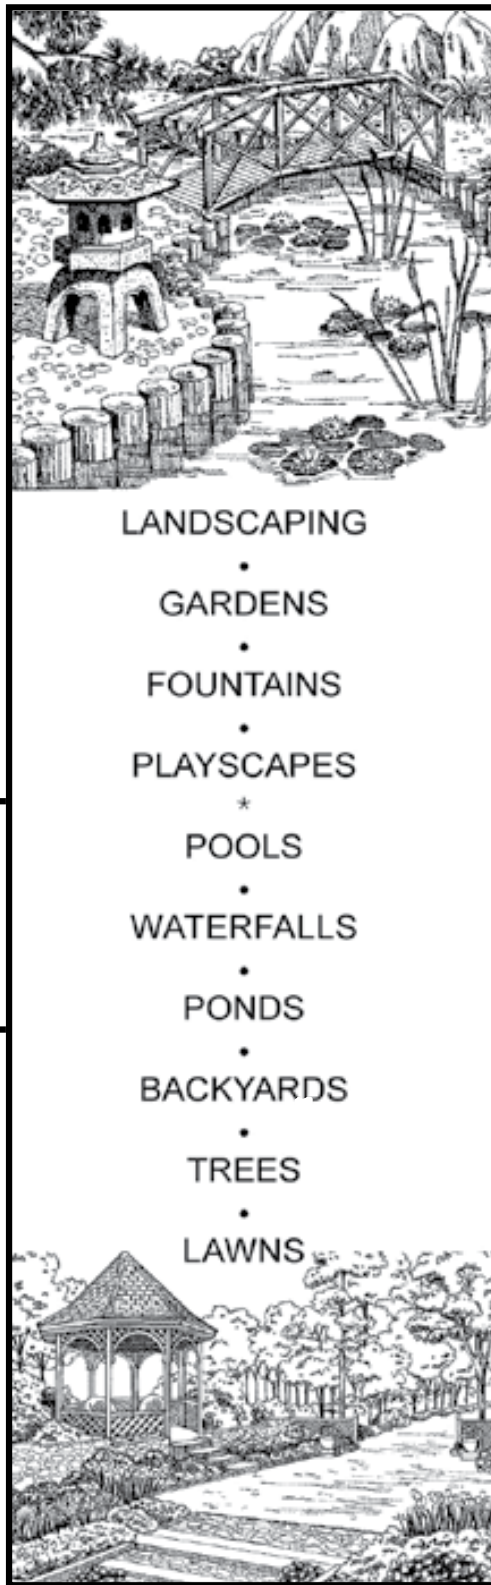 LANDSCAPING
•
GARDENS
•
FOUNTAINS
•
PLAYSCAPES
*
POOLS
•
WATERFALLS
•
PONDS
•
BACKYARDS
•
TREES
•
LAWNS